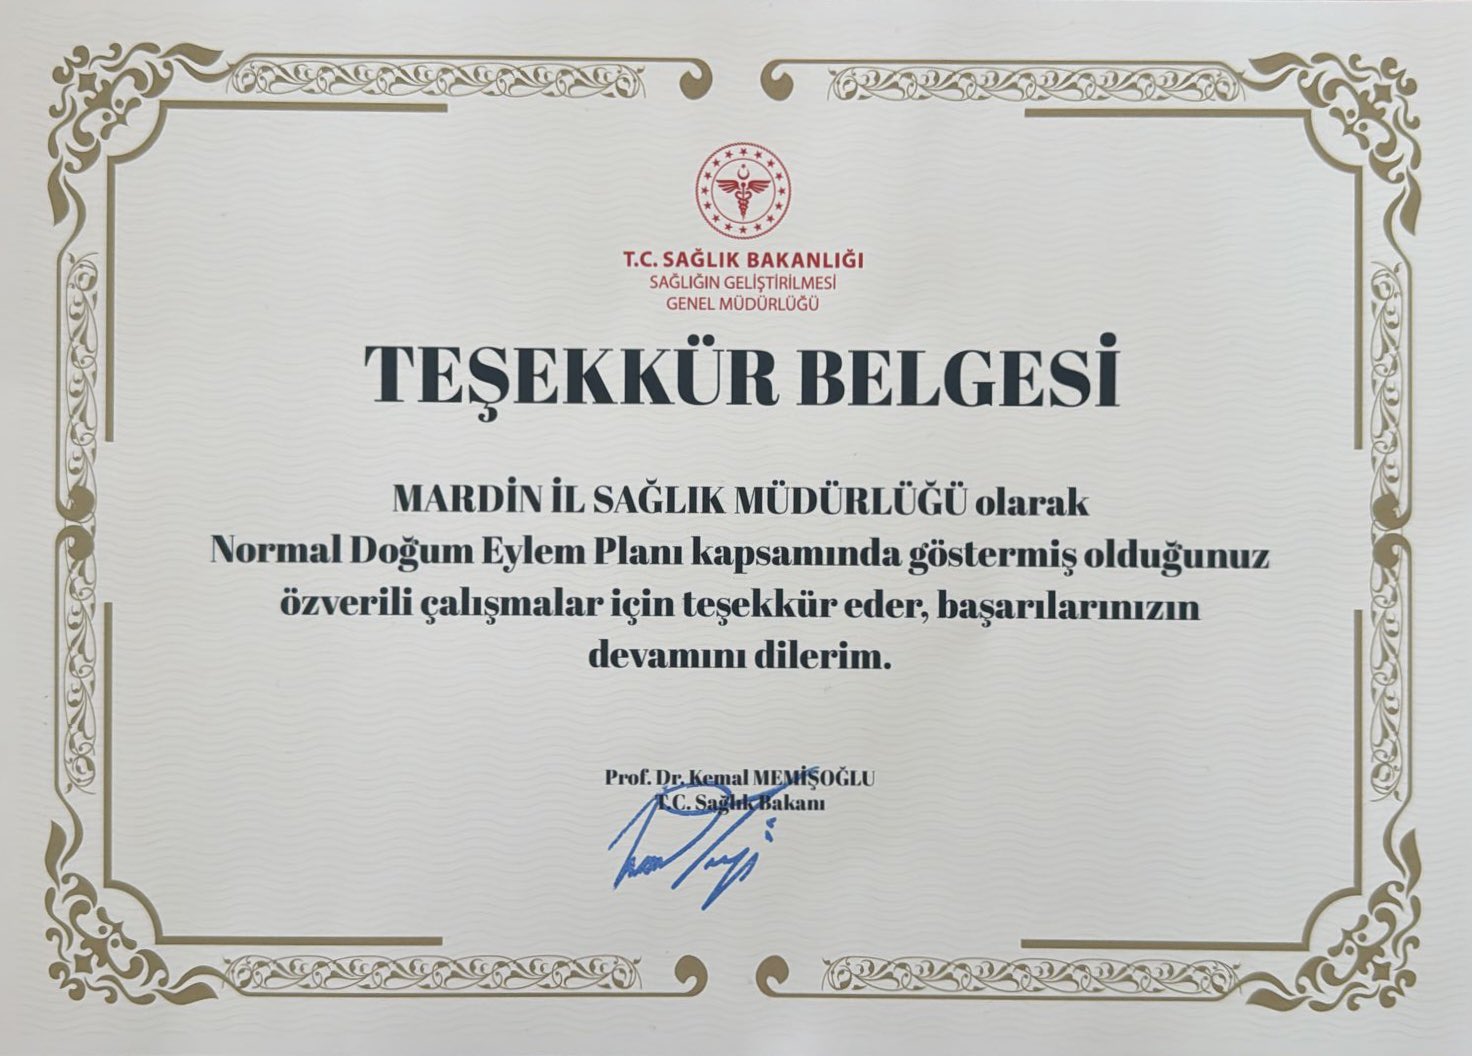 T.C. SAĞLIK BAKANLIĞI
SAĞLIĞIN GELİŞTİRİLMESİ
GENEL MÜDÜRLÜĞÜ
TEŞEKKÜR BELGESİ
MARDİN İL SAĞLIK MÜDÜRLÜĞÜ olarak
Normal Doğum Eylem Planı kapsamında göstermiş olduğunuz
özverili çalışmalar için teşekkür eder, başarılarınızın
devamını dilerim.
Prof. Dr. Kemal MEMİŞOĞLU
T.C. Sağlık Bakanı